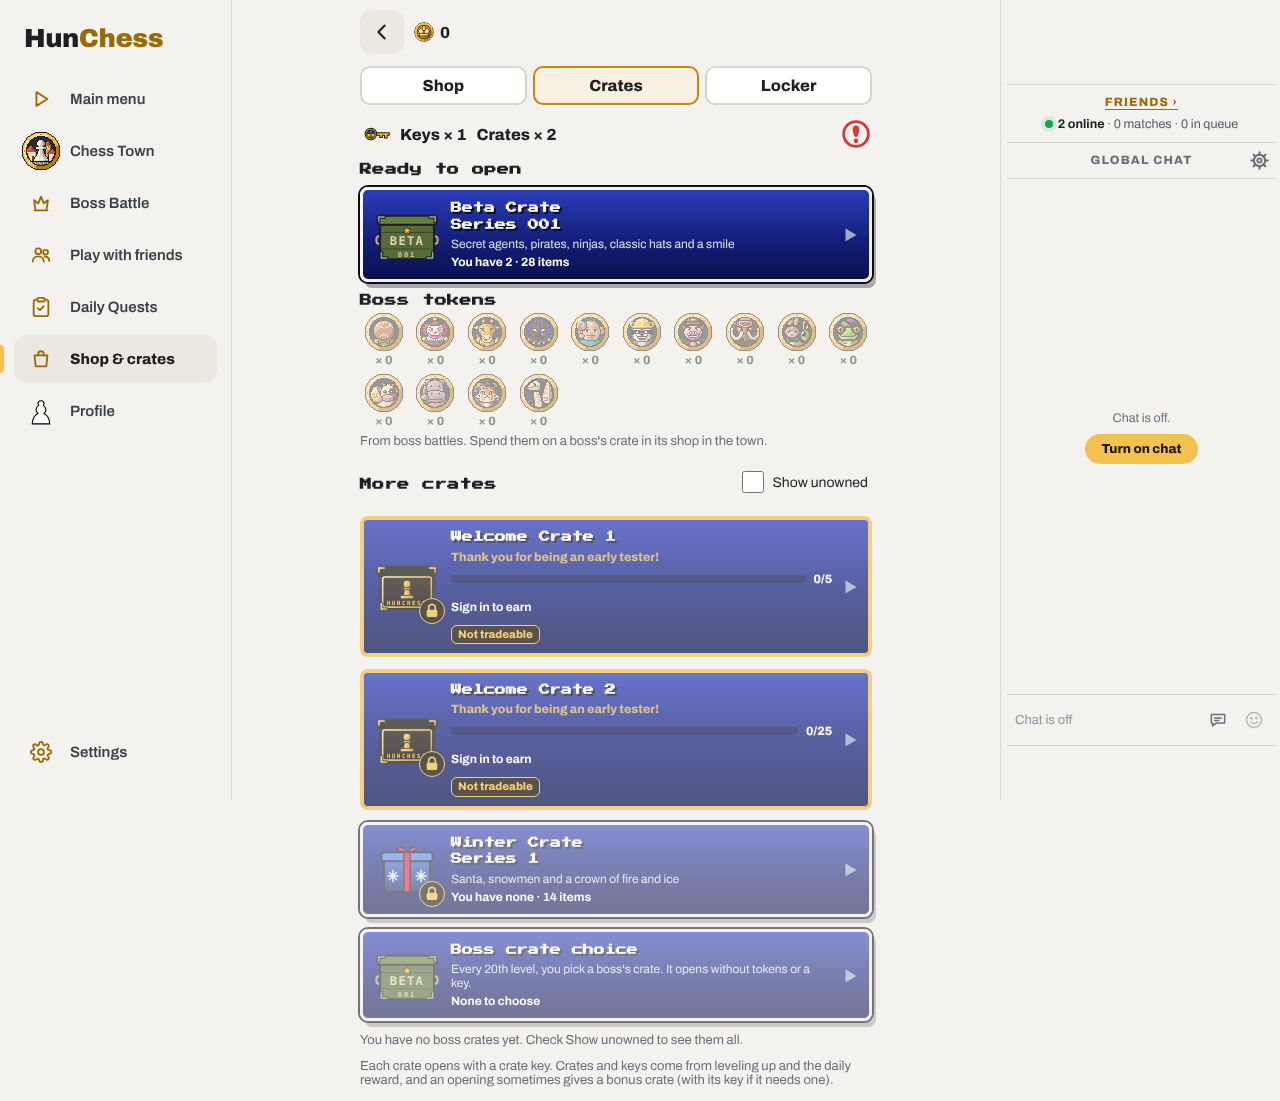 HunChess
Main menu
Chess Town
Boss Battle
Play with friends
Daily Quests
Shop & crates
Profile
Settings
0
Shop
Crates
Locker
Keys × 1 Crates × 2
Ready to open
BETA
001
Beta Crate
Series 001
Secret agents, pirates, ninjas, classic hats and a smile
You have 2 · 28 items
Boss tokens
× 0 × 0 × 0 × 0 × 0 × 0 × 0 × 0 × 0 × 0
× 0 × 0 × 0 × 0
From boss battles. Spend them on a boss's crate in its shop in the town.
More crates
Show unowned
Welcome Crate 1
Thank you for being an early tester!
0/5
Sign in to earn
Not tradeable
Welcome Crate 2
Thank you for being an early tester!
0/25
Sign in to earn
Not tradeable
Winter Crate
Series 1
Santa, snowmen and a crown of fire and ice
You have none · 14 items
BETA
001
Boss crate choice
Every 20th level, you pick a boss's crate. It opens without tokens or a
key.
None to choose
You have no boss crates yet. Check Show unowned to see them all.
Each crate opens with a crate key. Crates and keys come from leveling up and the daily
reward, and an opening sometimes gives a bonus crate (with its key if it needs one).
FRIENDS ›
2 online · 0 matches · 0 in queue
GLOBAL CHAT
Chat is off.
Turn on chat
Chat is off